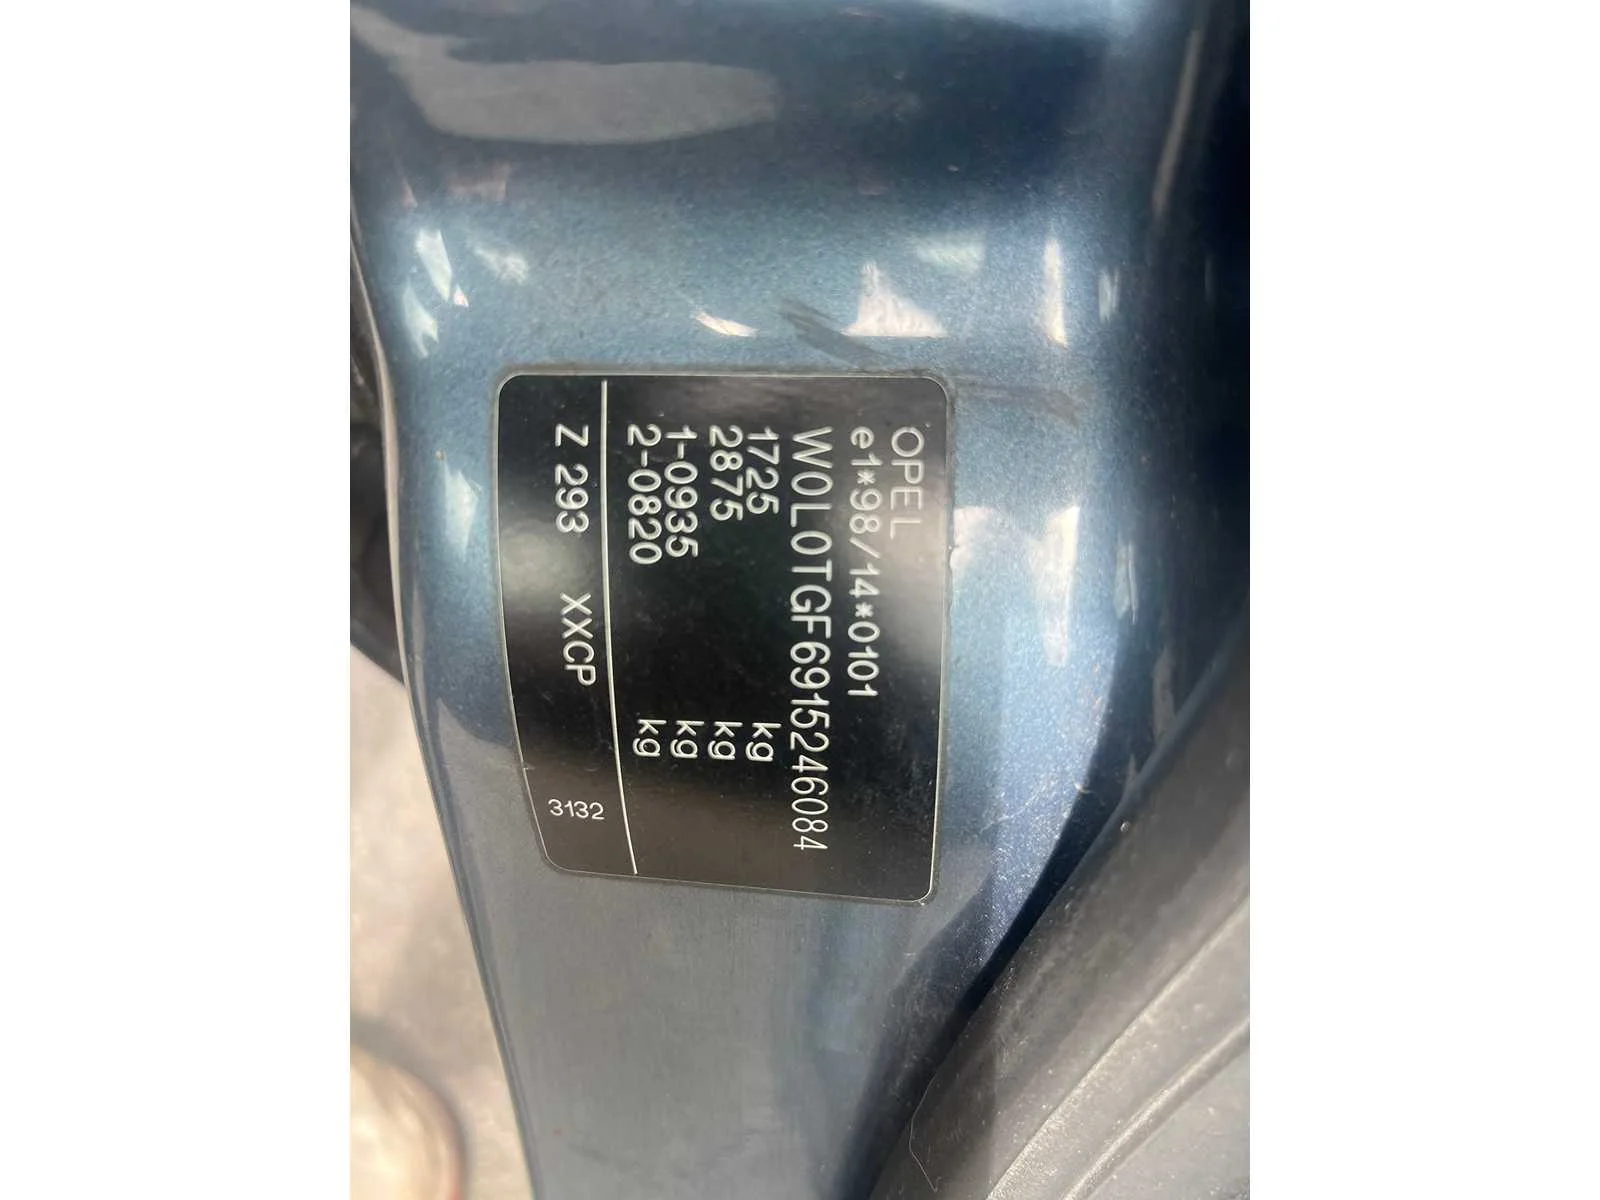 OPEL
e1*98/14*0101
W0L0TGF6915246084
1725 kg
2875 kg
1-0935 kg
2-0820 kg
Z 293 XXCP 3132